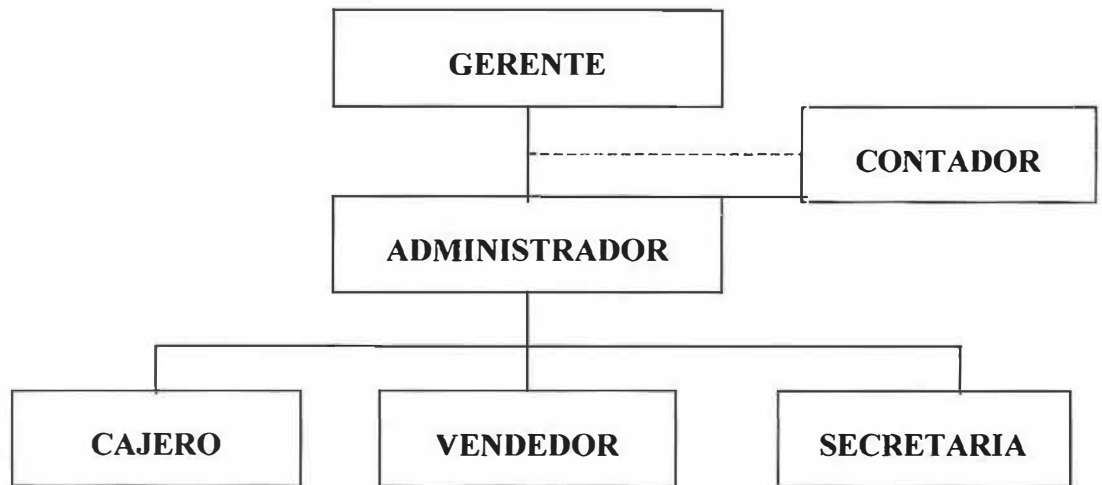 GERENTE
CONTADOR
ADMINISTRADOR
CAJERO
VENDEDOR
SECRETARIA